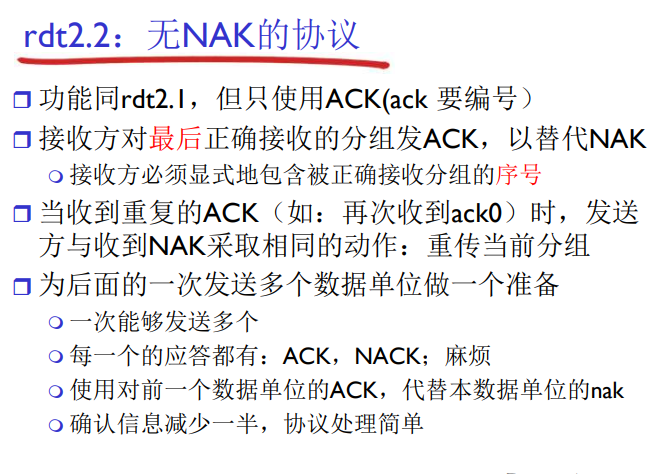 rdt2.2：无NAK的协议
功能同rdt2.1，但只使用ACK(ack 要编号）
接收方对最后正确接收的分组发ACK，以替代NAK
接收方必须显式地包含被正确接收分组的序号
当收到重复的ACK（如：再次收到ack0）时，发送
方与收到NAK采取相同的动作：重传当前分组
为后面的一次发送多个数据单位做一个准备
一次能够发送多个
每一个的应答都有：ACK，NACK；麻烦
使用对前一个数据单位的ACK，代替本数据单位的nak
确认信息减少一半，协议处理简单